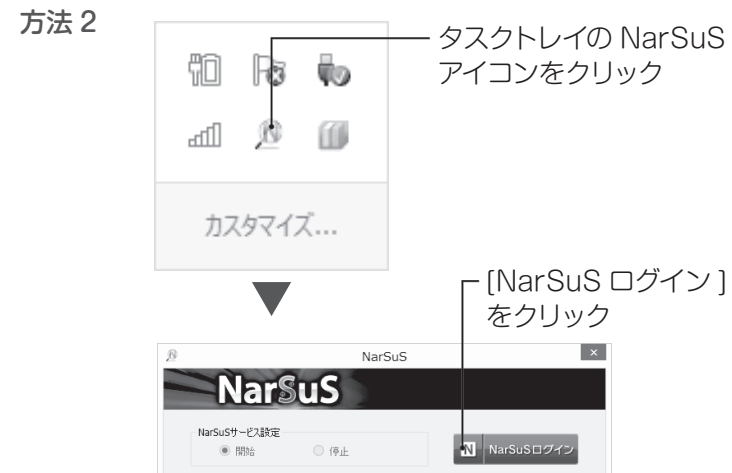 方法 2
タスクトレイの NarSuS
アイコンをクリック
カスタマイズ...
[NarSuS ログイン ]
をクリック
NarSuS
NarSuS
NarSuSサービス設定
開始
停止
N NarSuSログイン